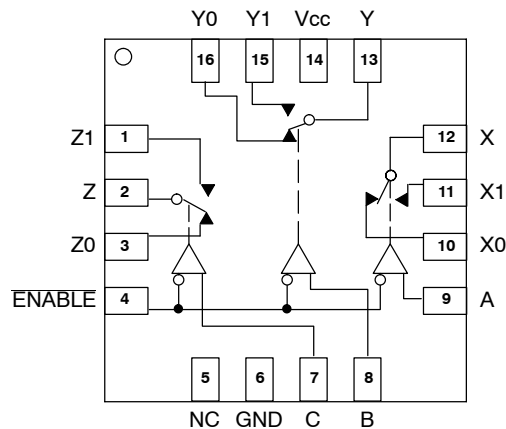 Y0 Y1 Vcc Y
16 15 14 13
Z1 1 12 X
Z 2 11 X1
Z0 3 10 X0
ENABLE 4 9 A
5 6 7 8
NC GND C B